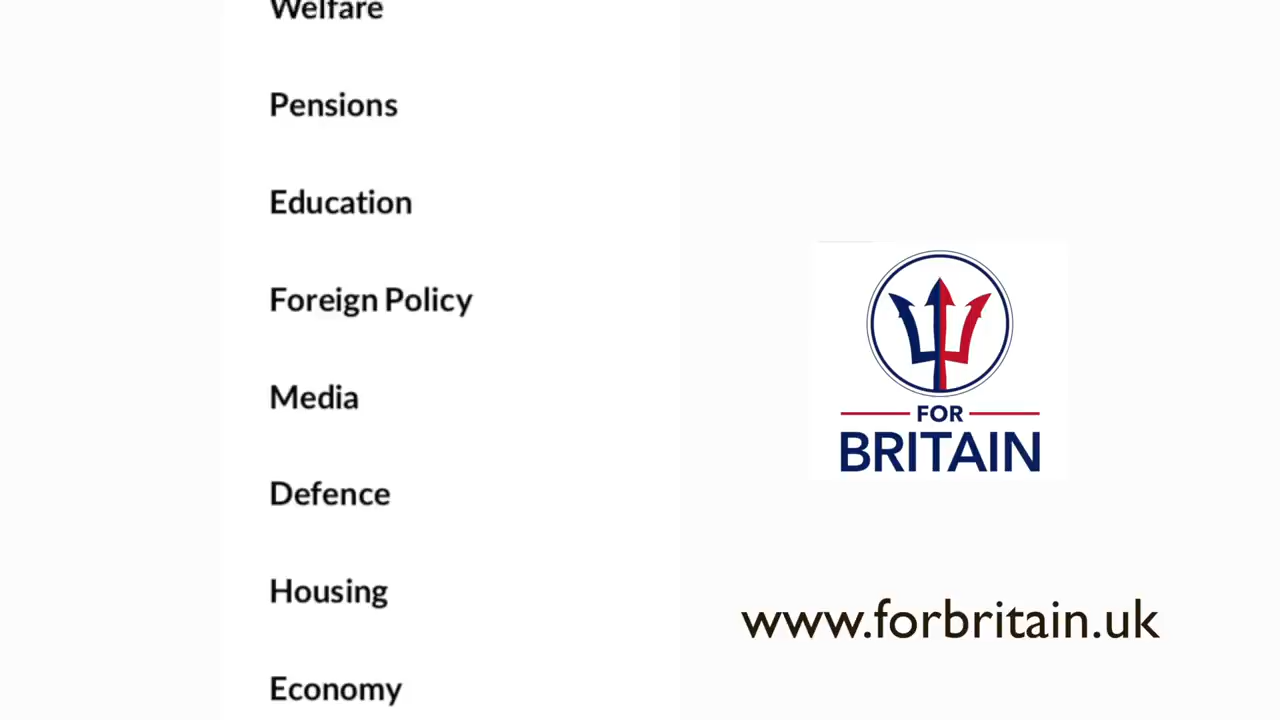 Welfare
Pensions
Education
Foreign Policy
Media
Defence
Housing
Economy
FOR
BRITAIN
www.forbritain.uk